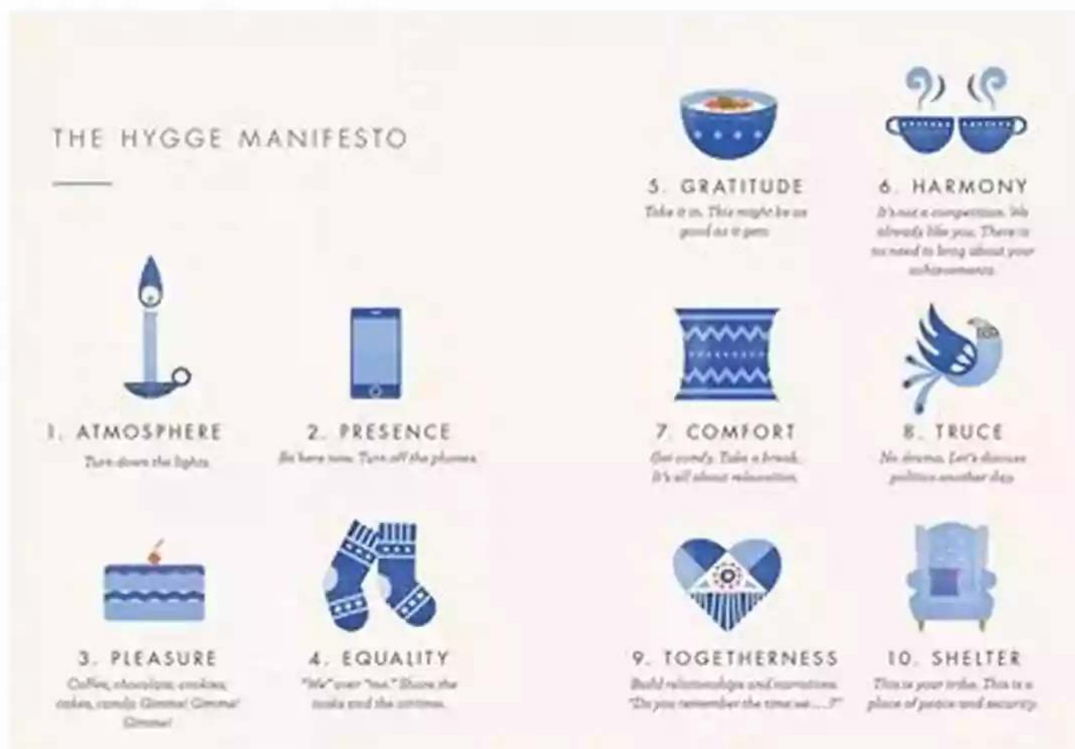 THE HYGGE MANIFESTO
1. ATMOSPHERE
Turn down the lights.
2. PRESENCE
Be here now. Turn off the phones.
3. PLEASURE
Coffee, chocolate, cookies,
cakes, candy. Gimme! Gimme!
Gimme!
4. EQUALITY
"We" over "me." Share the
tasks and the airtime.
5. GRATITUDE
Take it in. This might be as
good as it gets.
6. HARMONY
It's not a competition. We
already like you. There is
no need to brag about your
achievements.
7. COMFORT
Get comfy. Take a break.
It's all about relaxation.
8. TRUCE
No drama. Let's discuss
politics another day.
9. TOGETHERNESS
Build relationships and narratives.
"Do you remember the time we ... ?"
10. SHELTER
This is your tribe. This is a
place of peace and security.